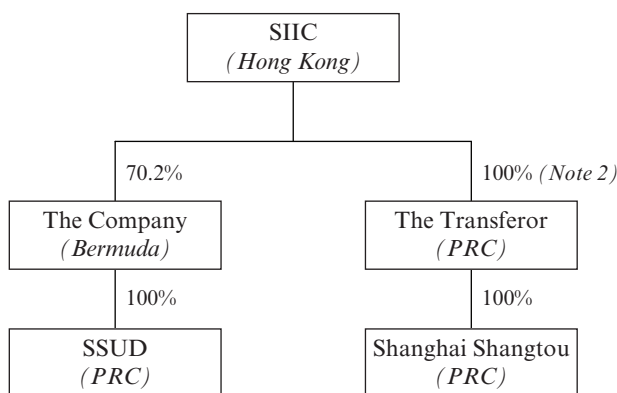 SIIC
(Hong Kong)
70.2%
100% (Note 2)
The Company
(Bermuda)
The Transferor
(PRC)
100%
100%
SSUD
(PRC)
Shanghai Shangtou
(PRC)